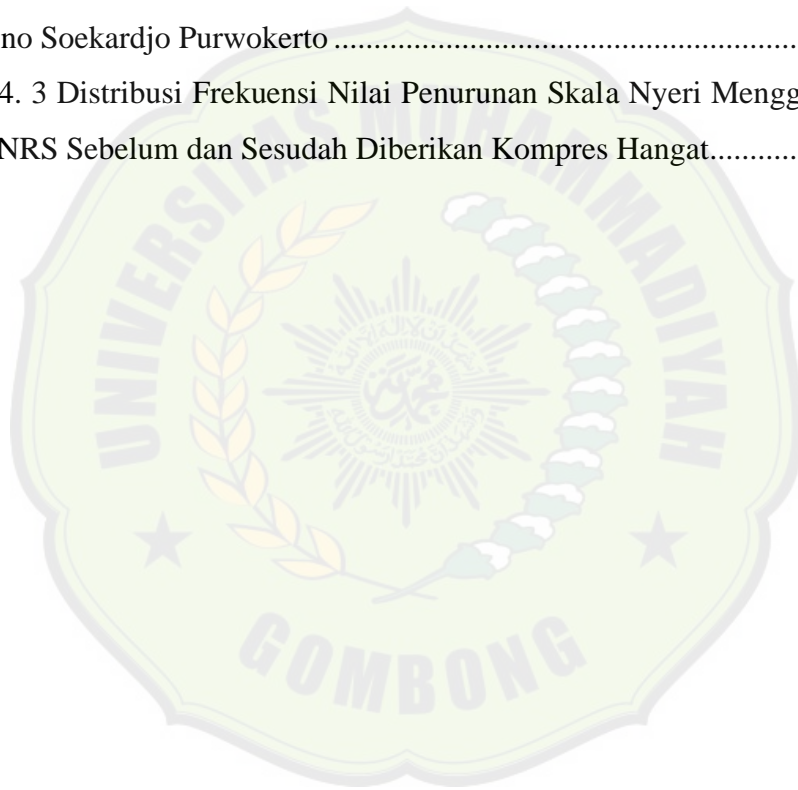 no Soekardjo Purwokerto ....................................................................
4. 3 Distribusi Frekuensi Nilai Penurunan Skala Nyeri Mengg
NRS Sebelum dan Sesudah Diberikan Kompres Hangat............
UNIVERSITAS MUHAMMADIYAH
GOMBONG